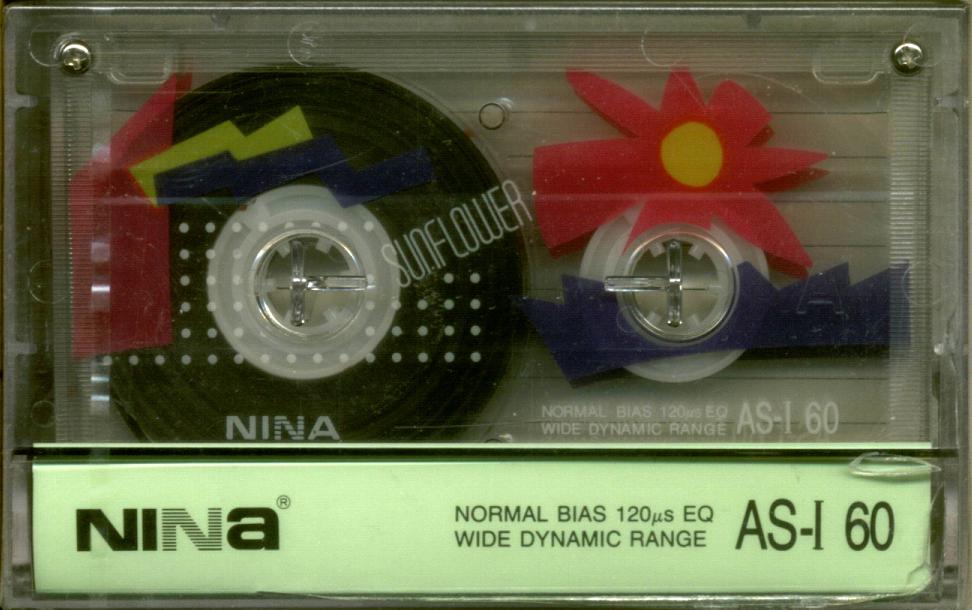 SUNFLOWER
A
NINA
NORMAL BIAS 120µs EQ
WIDE DYNAMIC RANGE
AS-I 60
NINa®
NORMAL BIAS 120µs EQ
WIDE DYNAMIC RANGE
AS-I 60